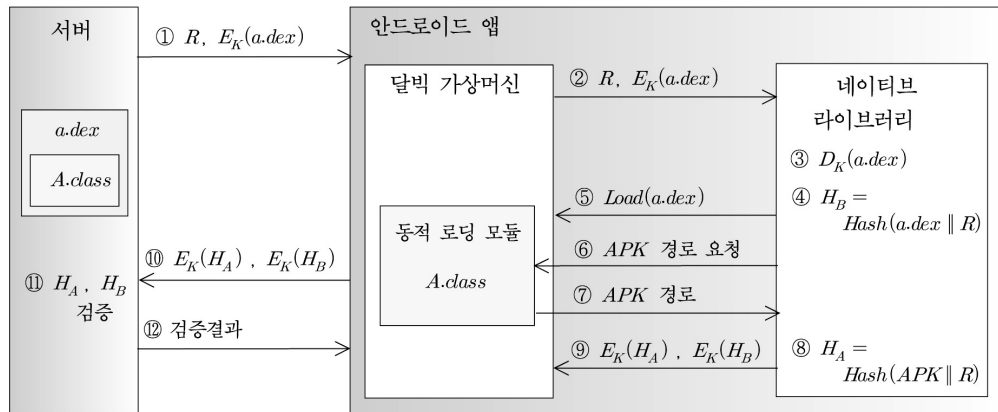 서버
a.dex
A.class
⑪ H_A, H_B
검증
① R, E_K(a.dex)
⑩ E_K(H_A), E_K(H_B)
⑫ 검증결과
안드로이드 앱
달빅 가상머신
동적 로딩 모듈
A.class
② R, E_K(a.dex)
⑤ Load(a.dex)
⑥ APK 경로 요청
⑦ APK 경로
⑨ E_K(H_A), E_K(H_B)
네이티브
라이브러리
③ D_K(a.dex)
④ H_B =
Hash(a.dex ∥ R)
⑧ H_A =
Hash(APK ∥ R)